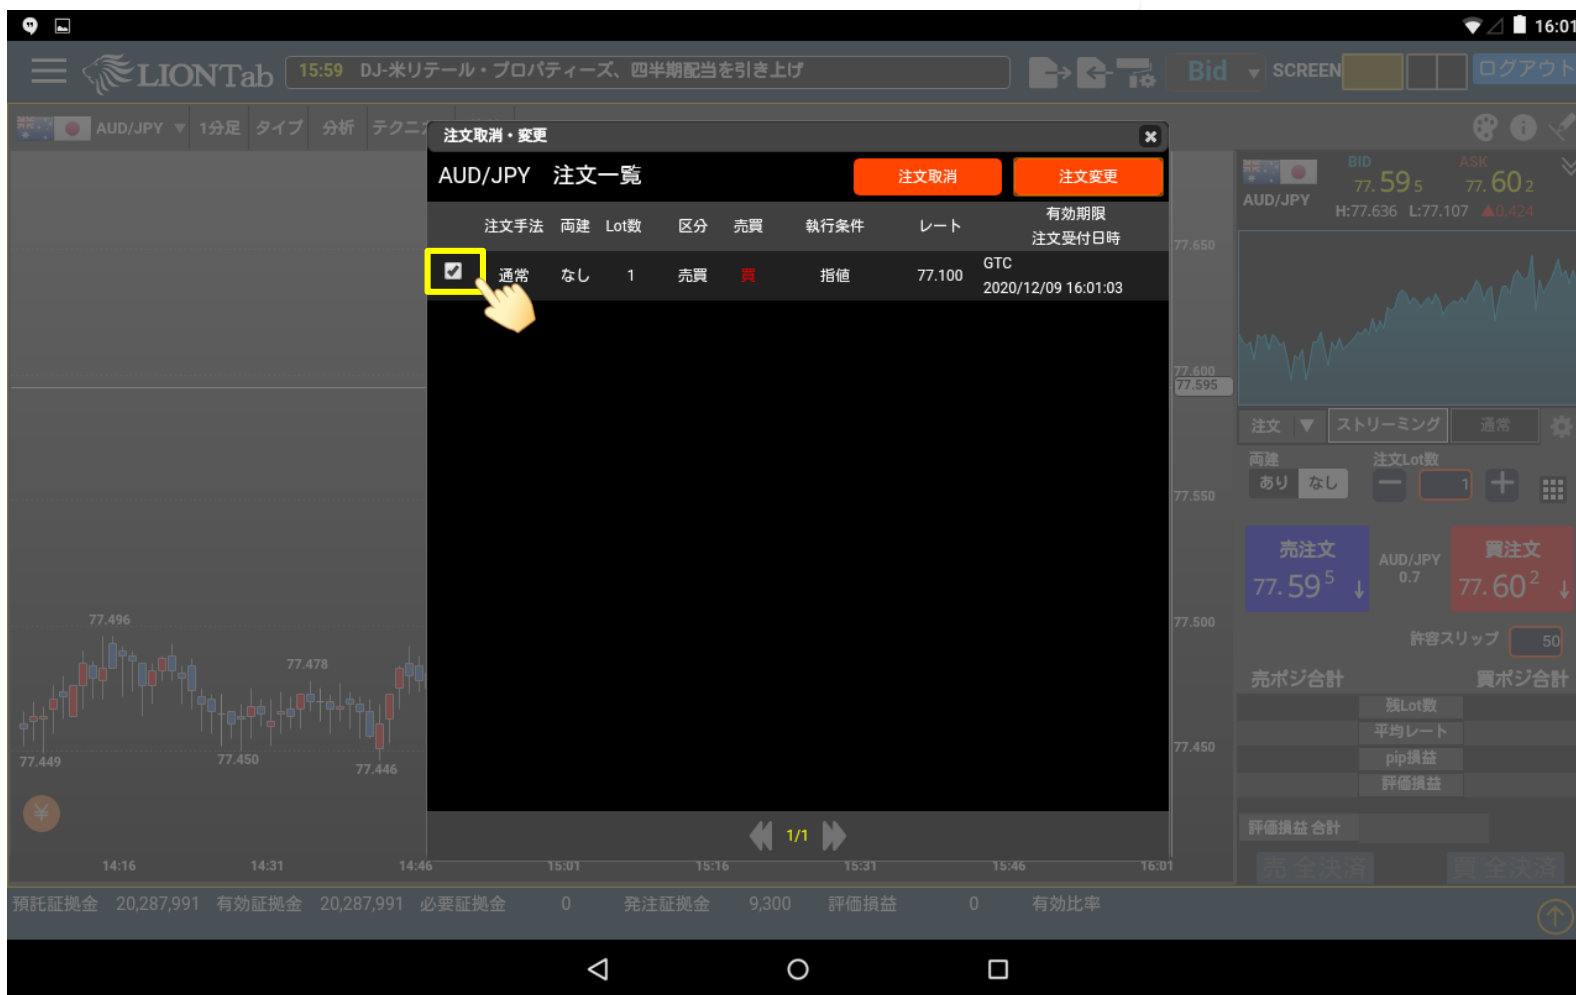 16:01
LIONTab 15:59 DJ-米リテール・プロパティーズ、四半期配当を引き上げ Bid ▼ SCREEN ログアウト
AUD/JPY ▼ 1分足 タイプ 分析 テクニ
注文取消・変更
AUD/JPY 注文一覧 注文取消 注文変更
注文手法 両建 Lot数 区分 売買 執行条件 レート 有効期限
注文受付日時
通常 なし 1 売買 買 指値 77.100 GTC
2020/12/09 16:01:03
1/1
BID ASK
AUD/JPY 77.595 77.602
H:77.636 L:77.107 ▲0.424
77.650
77.600
77.595
77.550
77.500
77.450
注文 ▼ ストリーミング 通常
両建 注文Lot数
あり なし 1
売注文 買注文
AUD/JPY
77.595 ↓ 0.7 77.602 ↓
許容スリップ 50
売ポジ合計 買ポジ合計
残Lot数
平均レート
pip損益
評価損益
評価損益 合計
売 全決済 買 全決済
77.496
77.478
77.449
77.450
77.446
¥
14:16 14:31 14:46 15:01 15:16 15:31 15:46 16:01
預託証拠金 20,287,991 有効証拠金 20,287,991 必要証拠金 0 発注証拠金 9,300 評価損益 0 有効比率